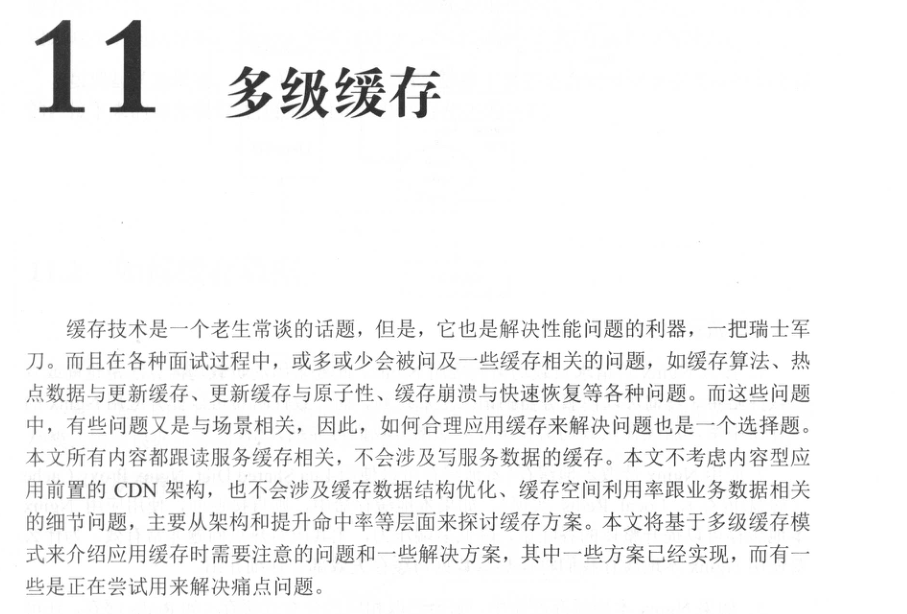 11 多级缓存
缓存技术是一个老生常谈的话题，但是，它也是解决性能问题的利器，一把瑞士军
刀。而且在各种面试过程中，或多或少会被问及一些缓存相关的问题，如缓存算法、热
点数据与更新缓存、更新缓存与原子性、缓存崩溃与快速恢复等各种问题。而这些问题
中，有些问题又是与场景相关，因此，如何合理应用缓存来解决问题也是一个选择题。
本文所有内容都跟读服务缓存相关，不会涉及写服务数据的缓存。本文不考虑内容型应
用前置的 CDN 架构，也不会涉及缓存数据结构优化、缓存空间利用率跟业务数据相关
的细节问题，主要从架构和提升命中率等层面来探讨缓存方案。本文将基于多级缓存模
式来介绍应用缓存时需要注意的问题和一些解决方案，其中一些方案已经实现，而有一
些是正在尝试用来解决痛点问题。